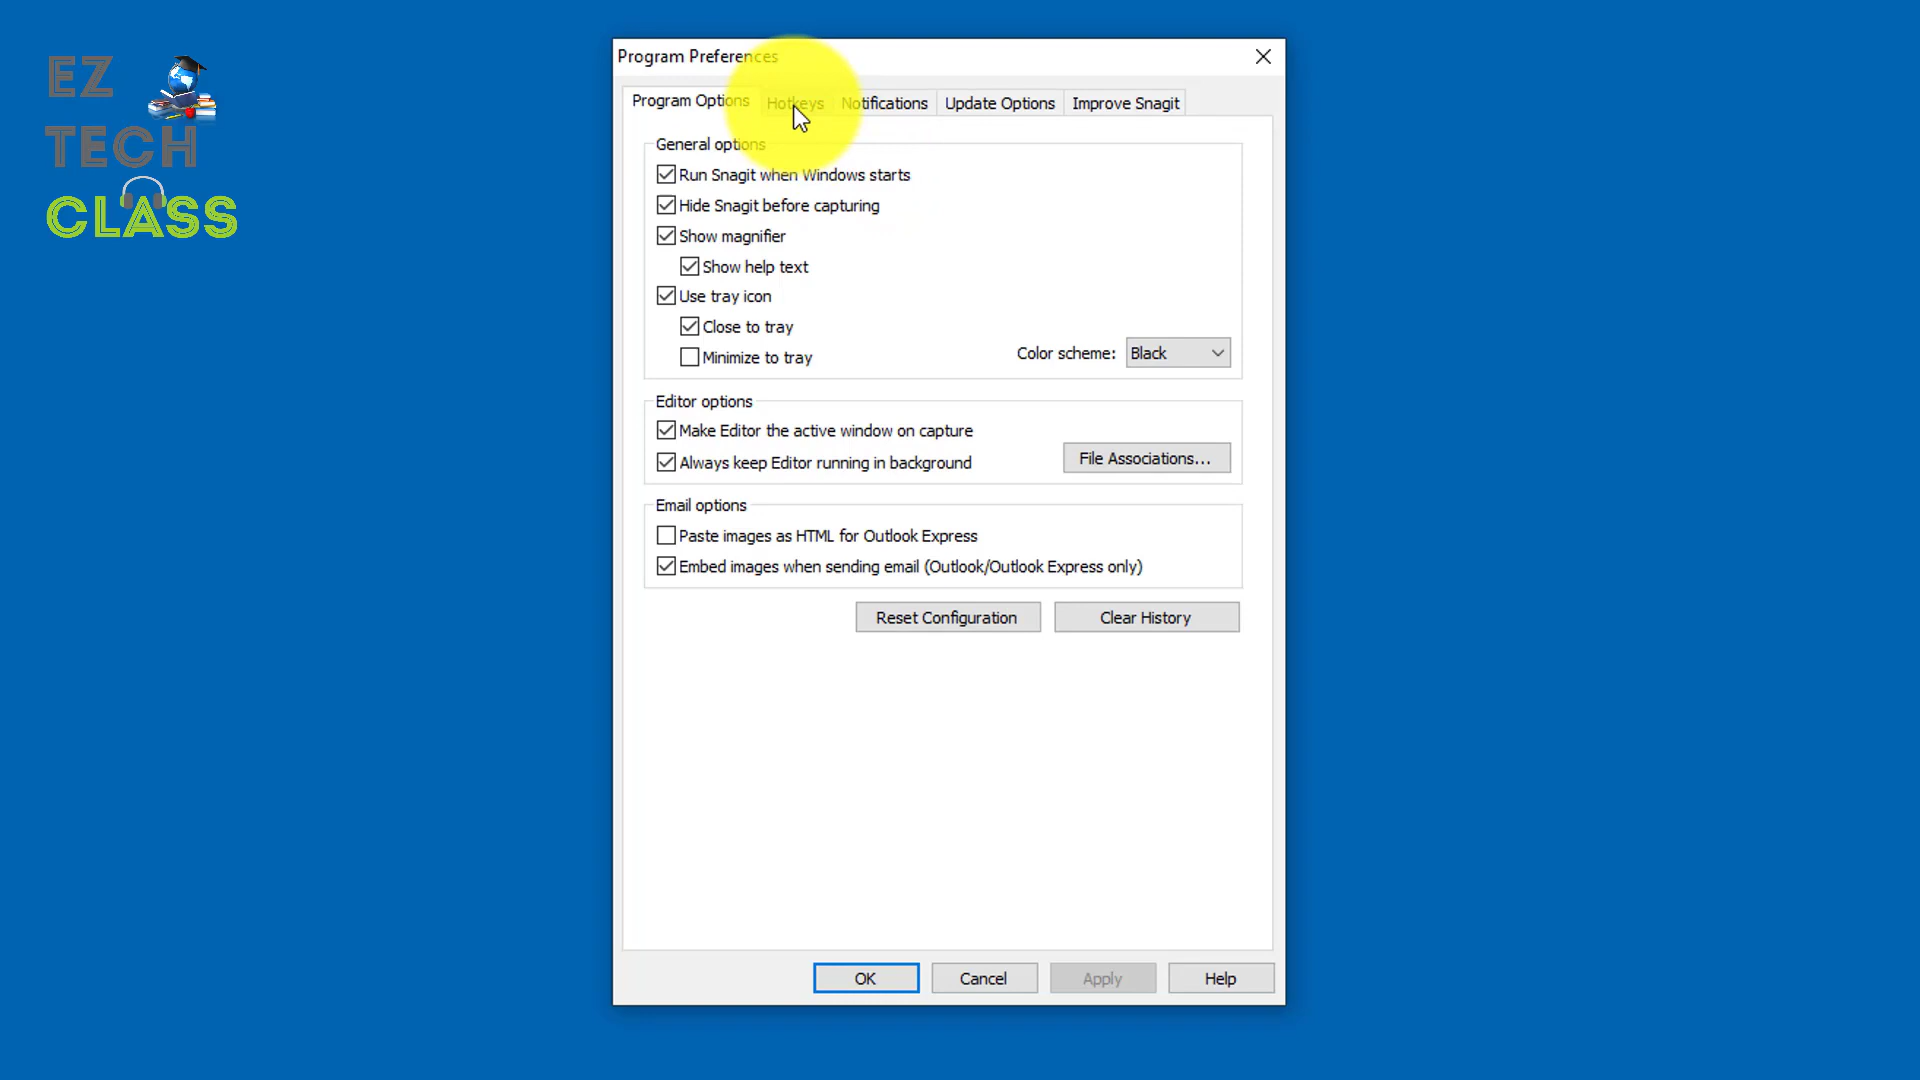 EZ
TECH
CLASS
Program Preferences
Program Options Hotkeys Notifications Update Options Improve Snagit
General options
Run Snagit when Windows starts
Hide Snagit before capturing
Show magnifier
Show help text
Use tray icon
Close to tray
Minimize to tray
Color scheme: Black
Editor options
Make Editor the active window on capture
Always keep Editor running in background
File Associations...
Email options
Paste images as HTML for Outlook Express
Embed images when sending email (Outlook/Outlook Express only)
Reset Configuration Clear History
OK Cancel Apply Help